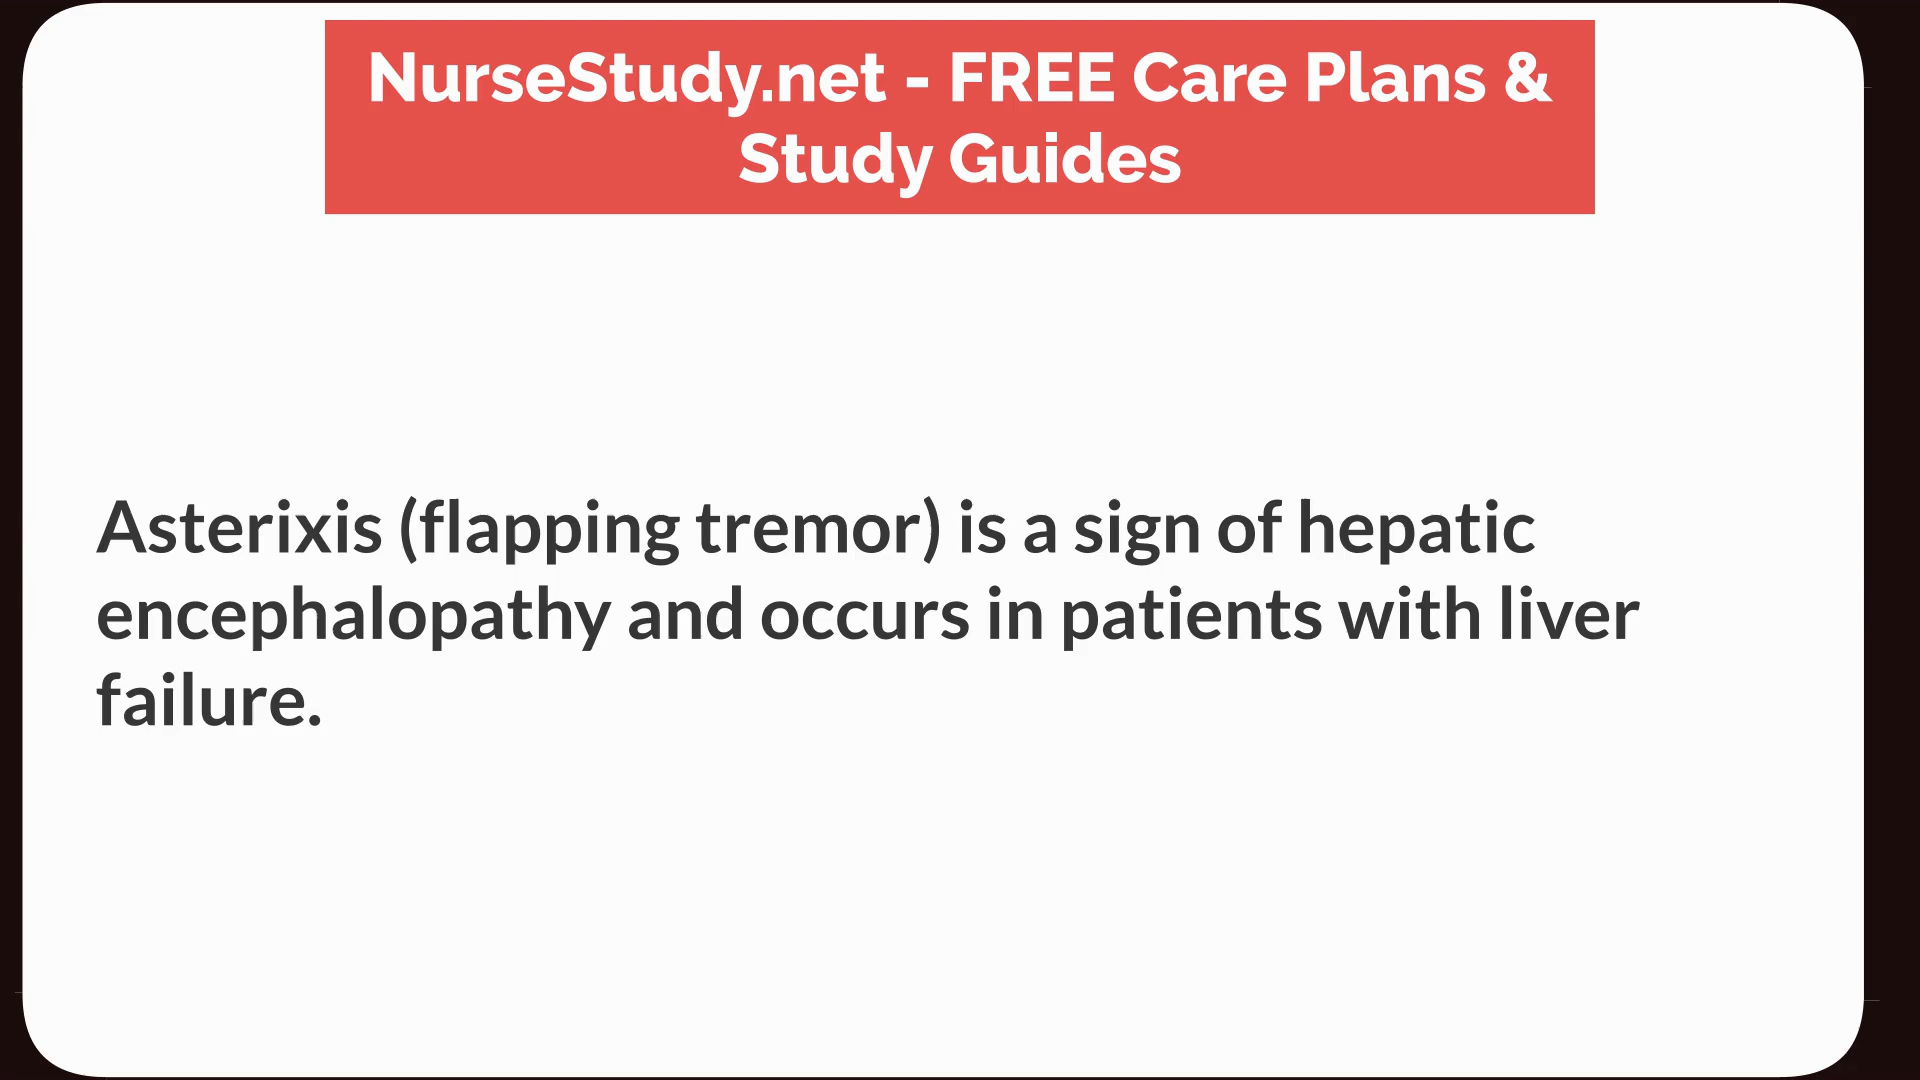 NurseStudy.net - FREE Care Plans &
Study Guides
Asterixis (flapping tremor) is a sign of hepatic
encephalopathy and occurs in patients with liver
failure.